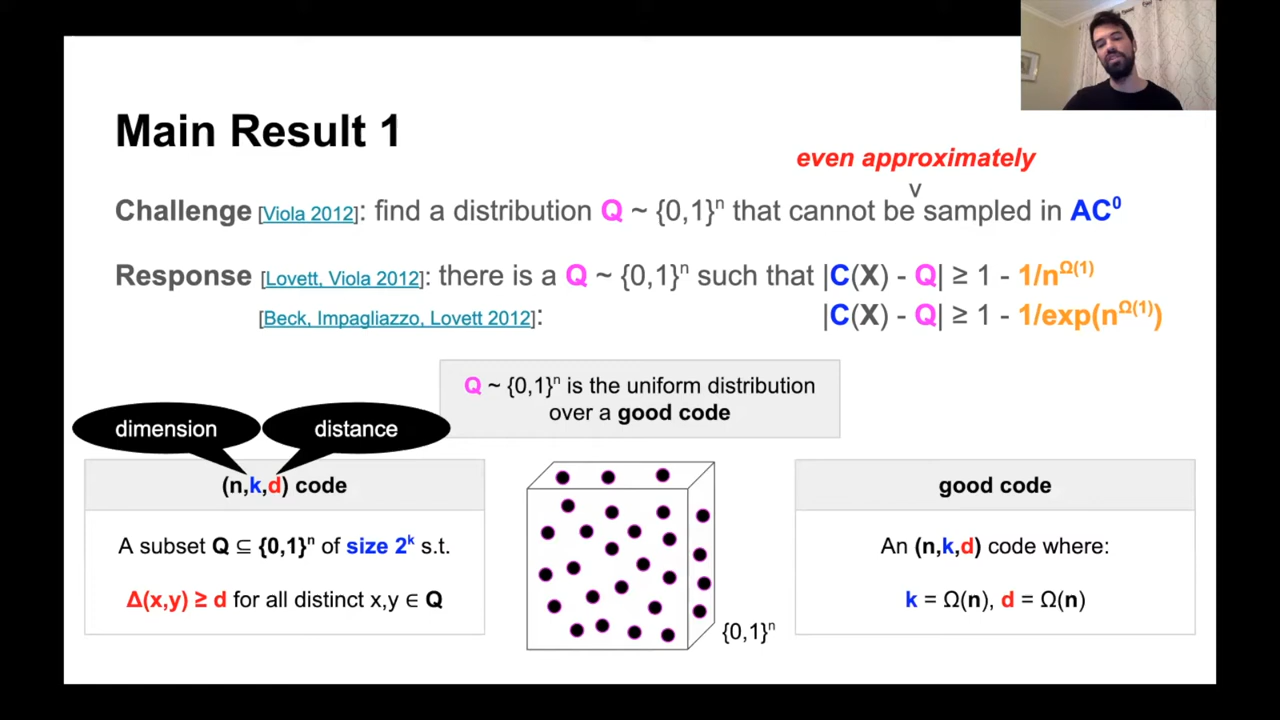 Main Result 1
even approximately
v
Challenge [Viola 2012]: find a distribution Q ~ {0,1}ⁿ that cannot be sampled in AC⁰
Response [Lovett, Viola 2012]: there is a Q ~ {0,1}ⁿ such that |C(X) - Q| ≥ 1 - 1/n^Ω(1)
[Beck, Impagliazzo, Lovett 2012]: |C(X) - Q| ≥ 1 - 1/exp(n^Ω(1))
Q ~ {0,1}ⁿ is the uniform distribution
over a good code
dimension
distance
(n,k,d) code
A subset Q ⊆ {0,1}ⁿ of size 2ᵏ s.t.
Δ(x,y) ≥ d for all distinct x,y ∈ Q
{0,1}ⁿ
good code
An (n,k,d) code where:
k = Ω(n), d = Ω(n)